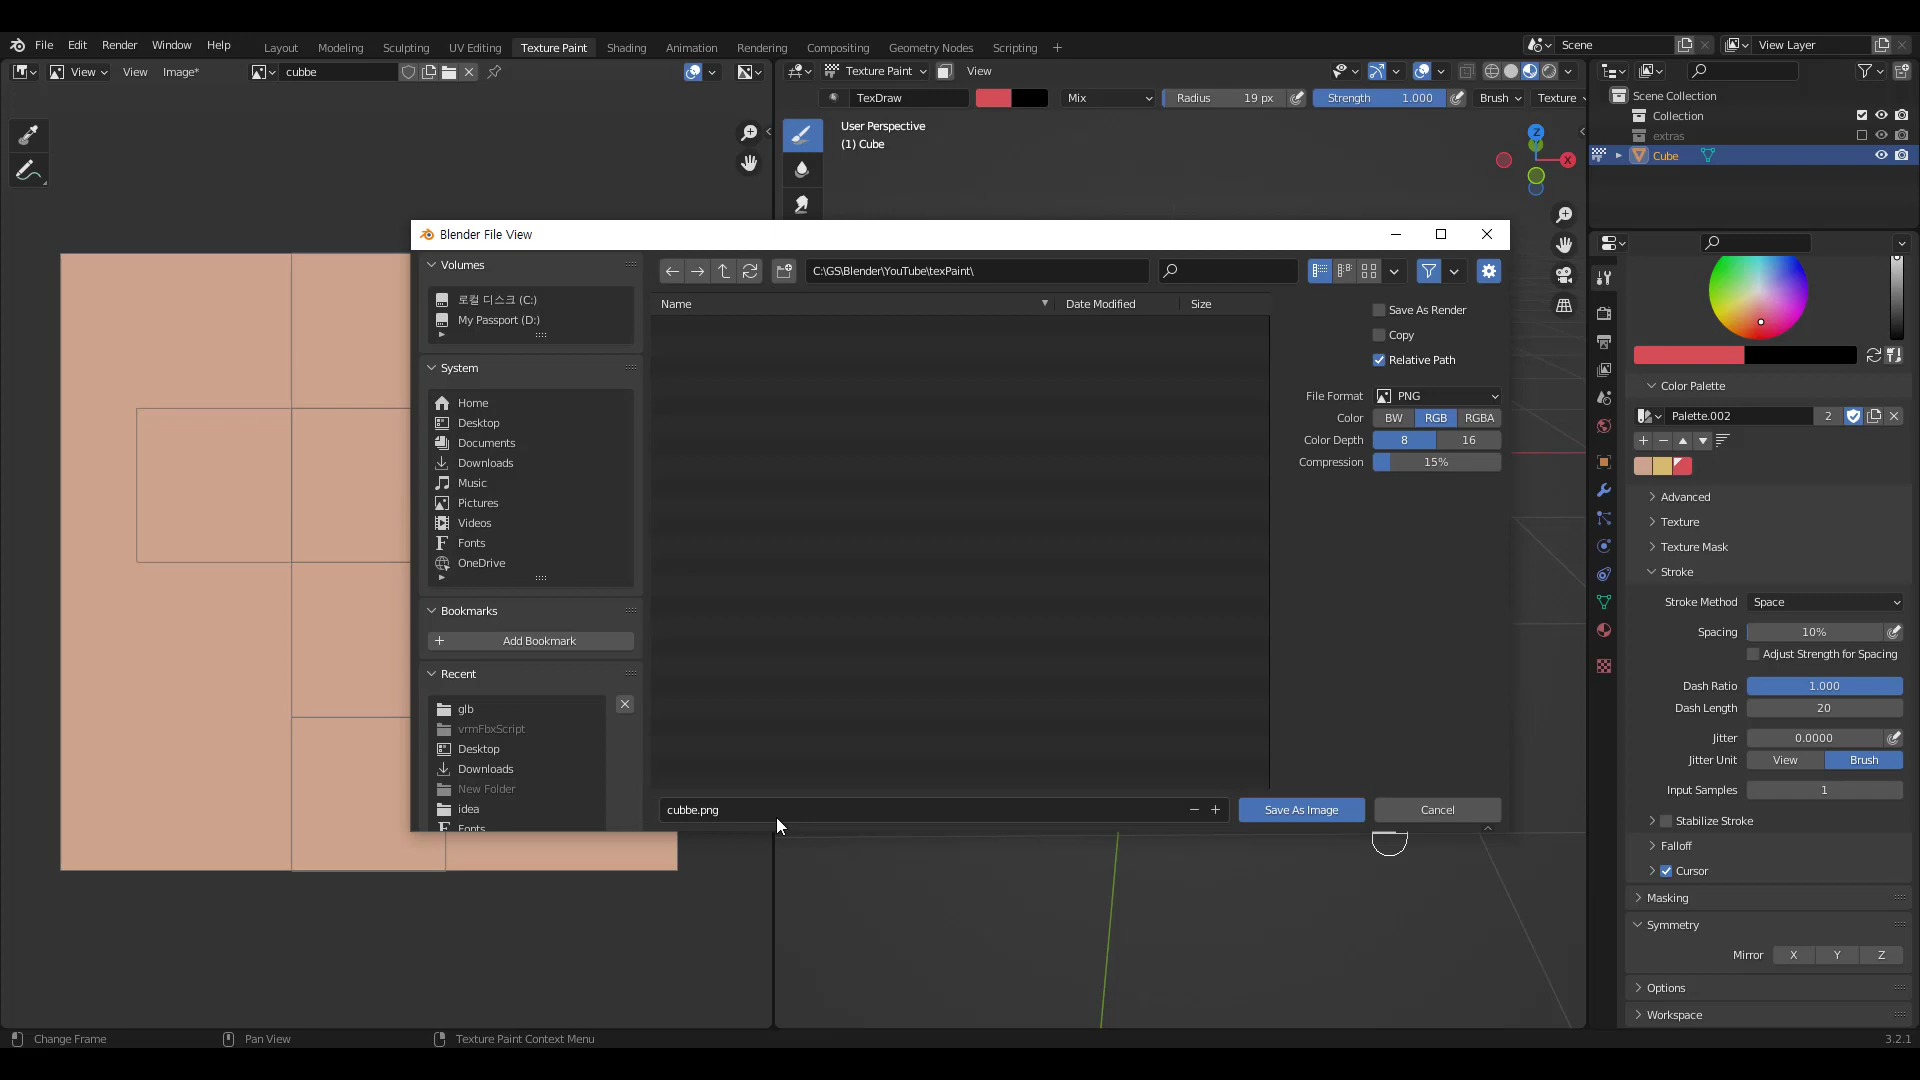 File Edit Render Window Help
Layout Modeling Sculpting UV Editing Texture Paint Shading Animation Rendering Compositing Geometry Nodes Scripting +
Scene
View Layer
View View Image* cubbe
Texture Paint View
TexDraw Mix Radius 19 px Strength 1.000 Brush Texture
User Perspective
(1) Cube
Z
X
Scene Collection
Collection
extras
Cube
Blender File View
Volumes
로컬 디스크 (C:)
My Passport (D:)
System
Home
Desktop
Documents
Downloads
Music
Pictures
Videos
Fonts
OneDrive
Bookmarks
Add Bookmark
Recent
glb
vrmFbxScript
Desktop
Downloads
New Folder
idea
Fonts
C:\GS\Blender\YouTube\texPaint\
Name Date Modified Size
Save As Render
Copy
Relative Path
File Format PNG
Color BW RGB RGBA
Color Depth 8 16
Compression 15%
cubbe.png
Save As Image Cancel
Color Palette
Palette.002 2
Advanced
Texture
Texture Mask
Stroke
Stroke Method Space
Spacing 10%
Adjust Strength for Spacing
Dash Ratio 1.000
Dash Length 20
Jitter 0.0000
Jitter Unit View Brush
Input Samples 1
Stabilize Stroke
Falloff
Cursor
Masking
Symmetry
Mirror X Y Z
Options
Workspace
Change Frame Pan View Texture Paint Context Menu
3.2.1